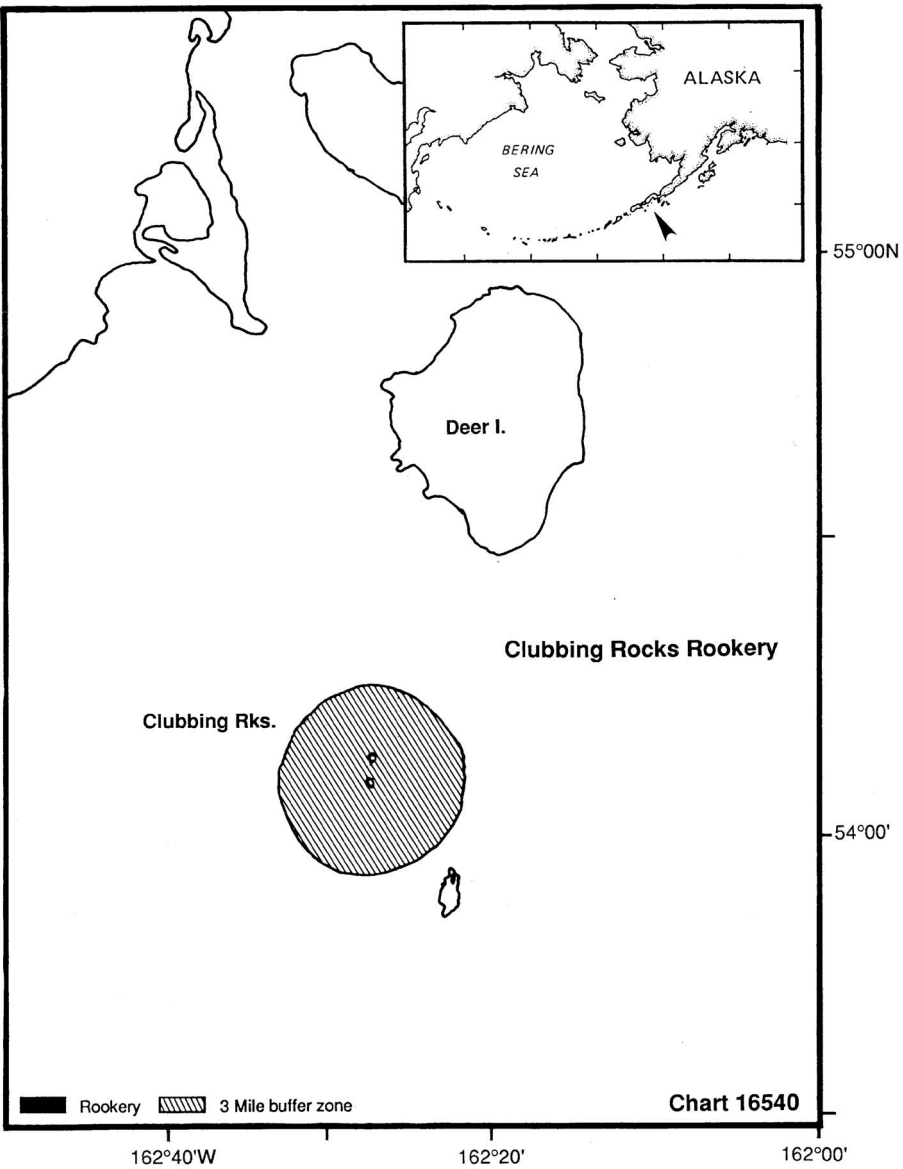 ALASKA
BERING
SEA
55°00N
Deer I.
Clubbing Rocks Rookery
Clubbing Rks.
54°00'
Rookery 3 Mile buffer zone
Chart 16540
162°40'W 162°20' 162°00'